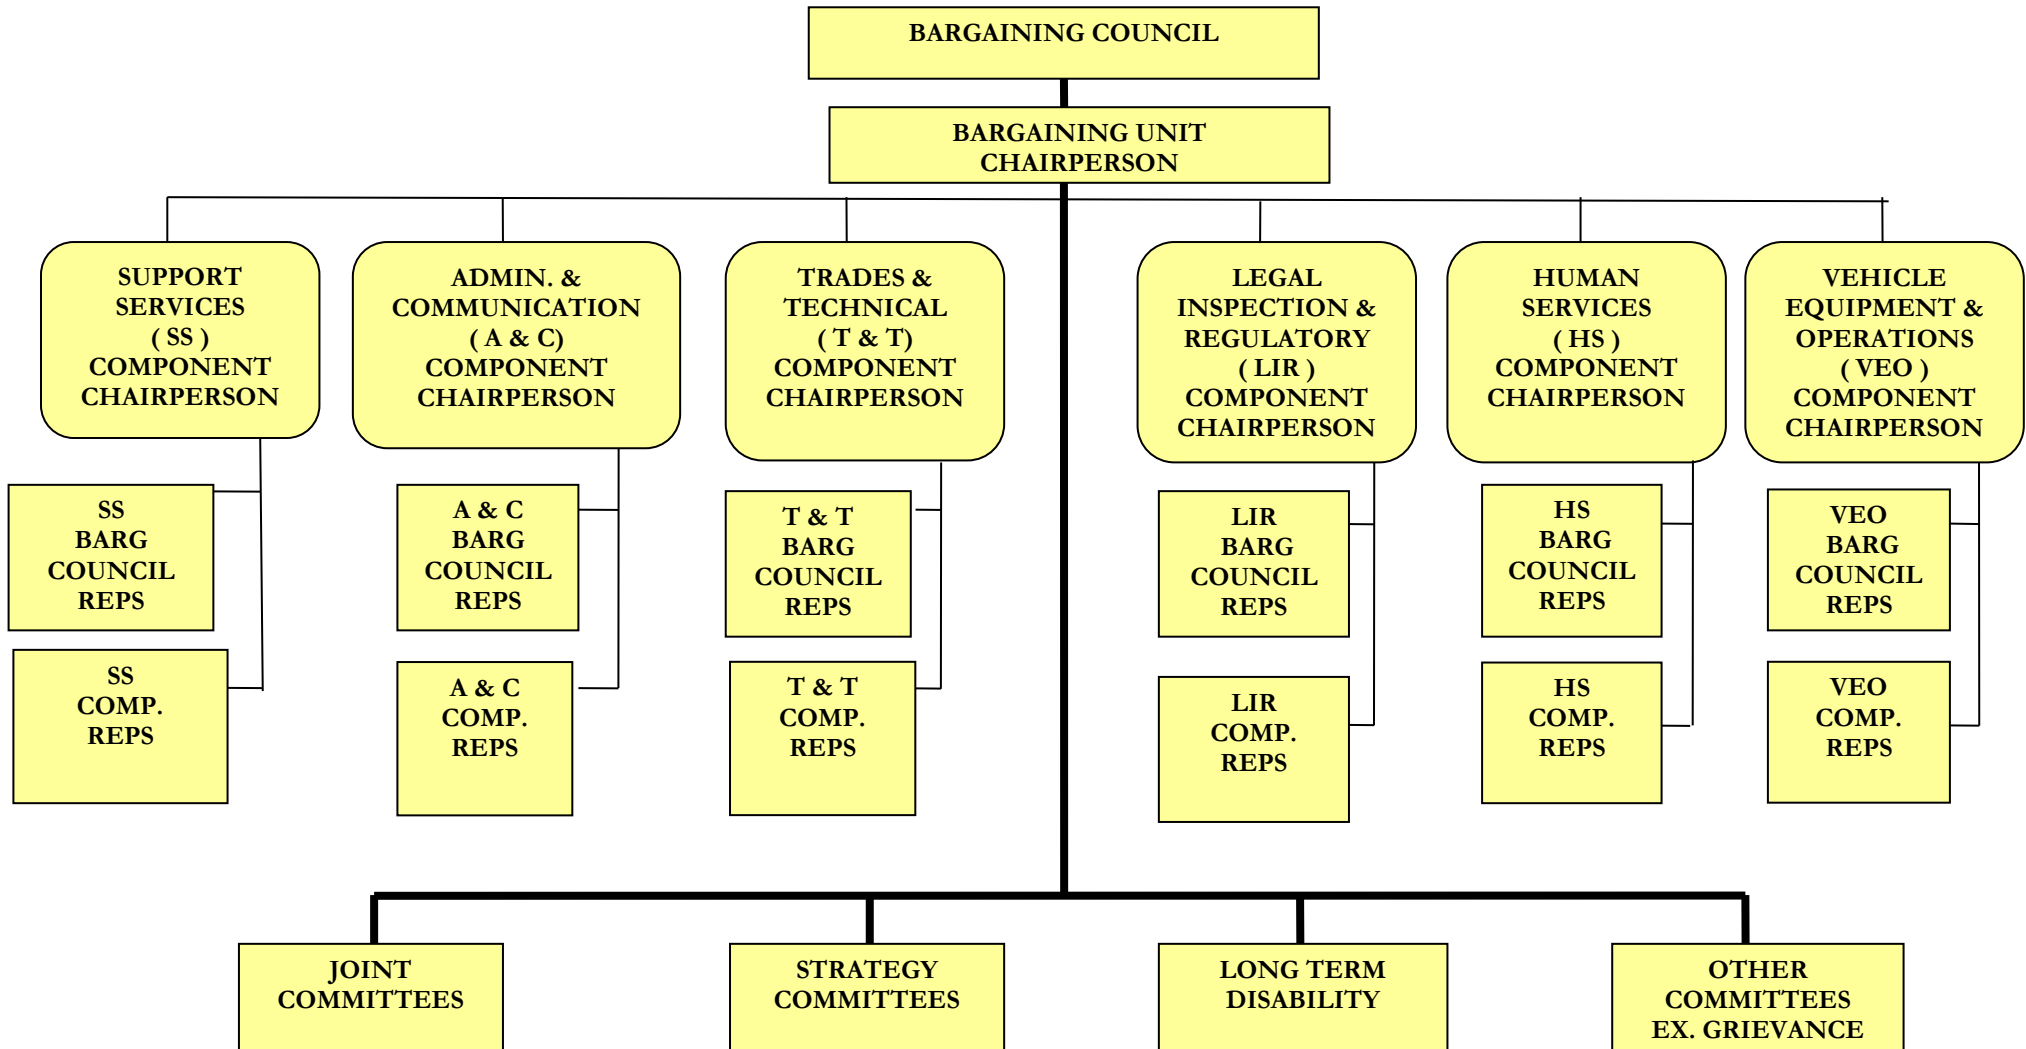 BARGAINING COUNCIL
BARGAINING UNIT
CHAIRPERSON
SUPPORT
SERVICES
( SS )
COMPONENT
CHAIRPERSON
ADMIN. &
COMMUNICATION
( A & C)
COMPONENT
CHAIRPERSON
TRADES &
TECHNICAL
( T & T)
COMPONENT
CHAIRPERSON
LEGAL
INSPECTION &
REGULATORY
( LIR )
COMPONENT
CHAIRPERSON
HUMAN
SERVICES
( HS )
COMPONENT
CHAIRPERSON
VEHICLE
EQUIPMENT &
OPERATIONS
( VEO )
COMPONENT
CHAIRPERSON
SS
BARG
COUNCIL
REPS
A & C
BARG
COUNCIL
REPS
T & T
BARG
COUNCIL
REPS
LIR
BARG
COUNCIL
REPS
HS
BARG
COUNCIL
REPS
VEO
BARG
COUNCIL
REPS
SS
COMP.
REPS
A & C
COMP.
REPS
T & T
COMP.
REPS
LIR
COMP.
REPS
HS
COMP.
REPS
VEO
COMP.
REPS
JOINT
COMMITTEES
STRATEGY
COMMITTEES
LONG TERM
DISABILITY
OTHER
COMMITTEES
EX. GRIEVANCE